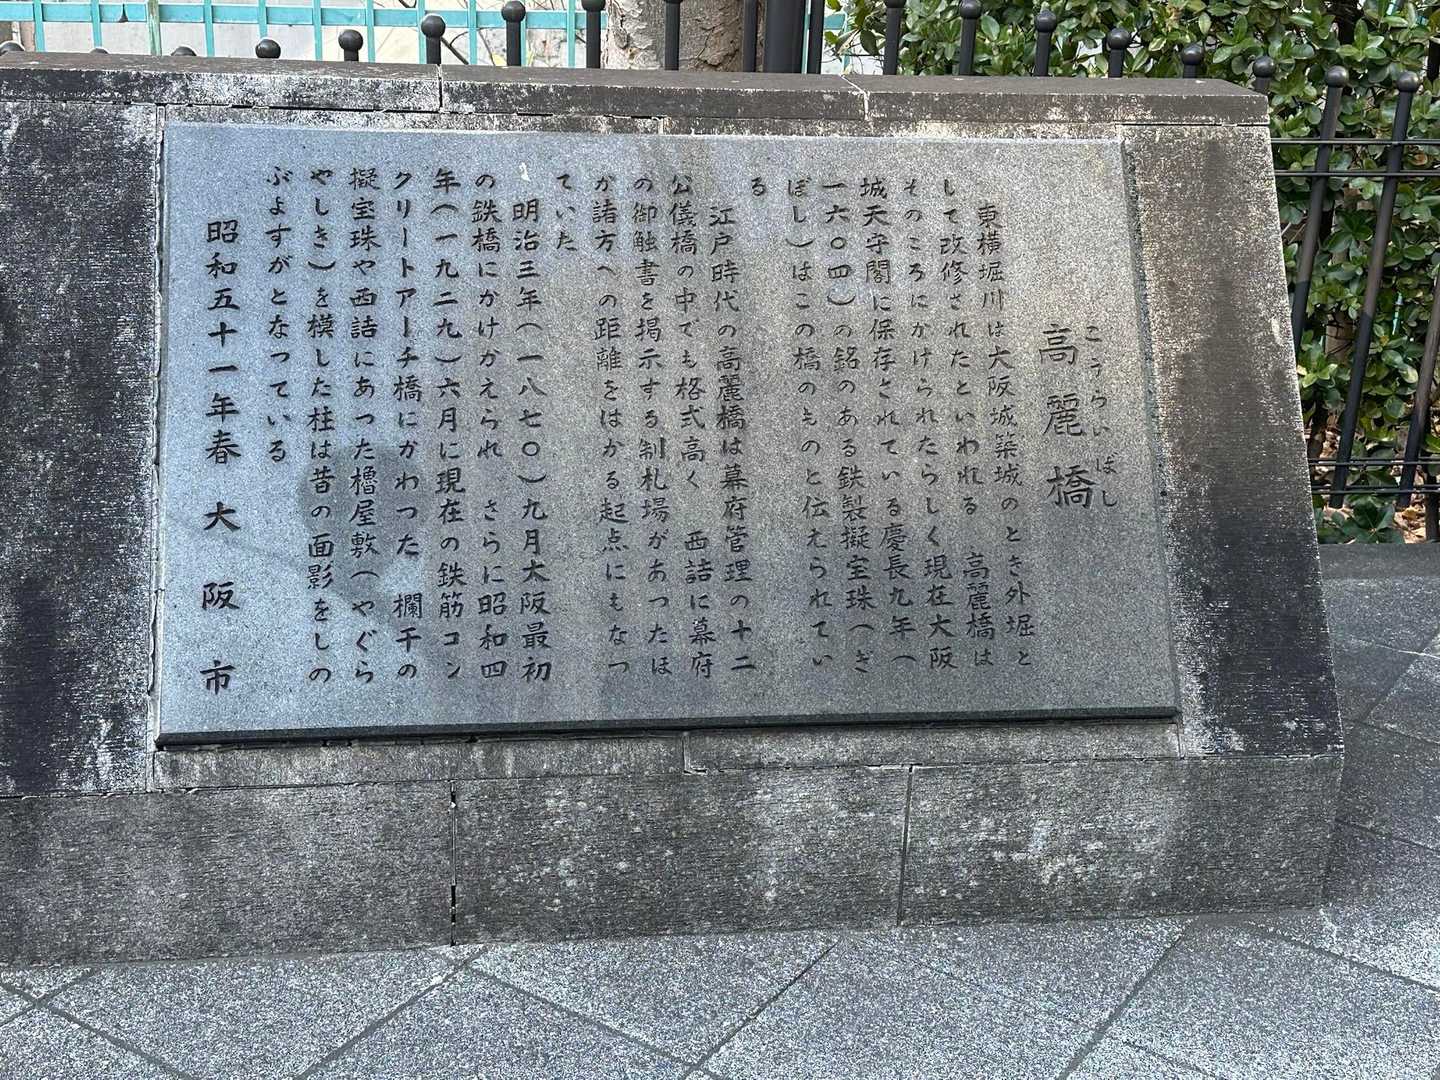 こうらいばし
高麗橋
東横堀川は大阪城築城のとき外堀と
して改修されたといわれる　高麗橋は
そのころにかけられたらしく現在大阪
城天守閣に保存されている慶長九年（
一六〇四）の銘のある鉄製擬宝珠（ぎ
ぼし）はこの橋のものと伝えられてい
る
江戸時代の高麗橋は幕府管理の十二
公儀橋の中でも格式高く　西詰に幕府
の御触書を掲示する制札場があったほ
か諸方への距離をはかる起点にもなっ
ていた
明治三年（一八七〇）九月大阪最初
の鉄橋にかけかえられ　さらに昭和四
年（一九二九）六月に現在の鉄筋コン
クリートアーチ橋にかわった　欄干の
擬宝珠や西詰にあった櫓屋敷（やぐら
やしき）を模した柱は昔の面影をしの
ぶよすがとなっている
昭和五十一年春　大阪市